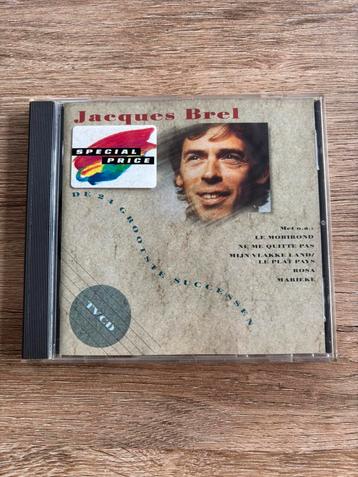 Jacques Brel
SPECIAL
PRICE
DE 24 GROOTSTE SUCCESSEN
Met o.a.:
LE MORIBOND
NE ME QUITTE PAS
MIJN VLAKKE LAND/
LE PLAT PAYS
ROSA
MARIEKE
TVCD